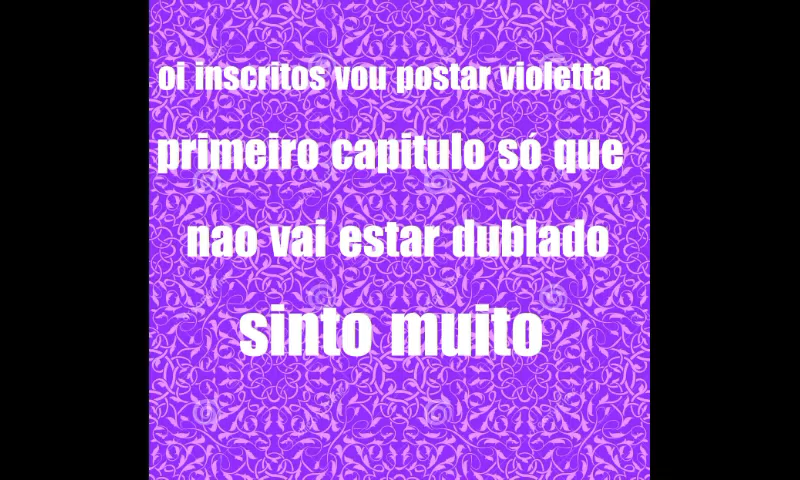 oi inscritos vou postar violetta
primeiro capitulo só que
nao vai estar dublado
sinto muito